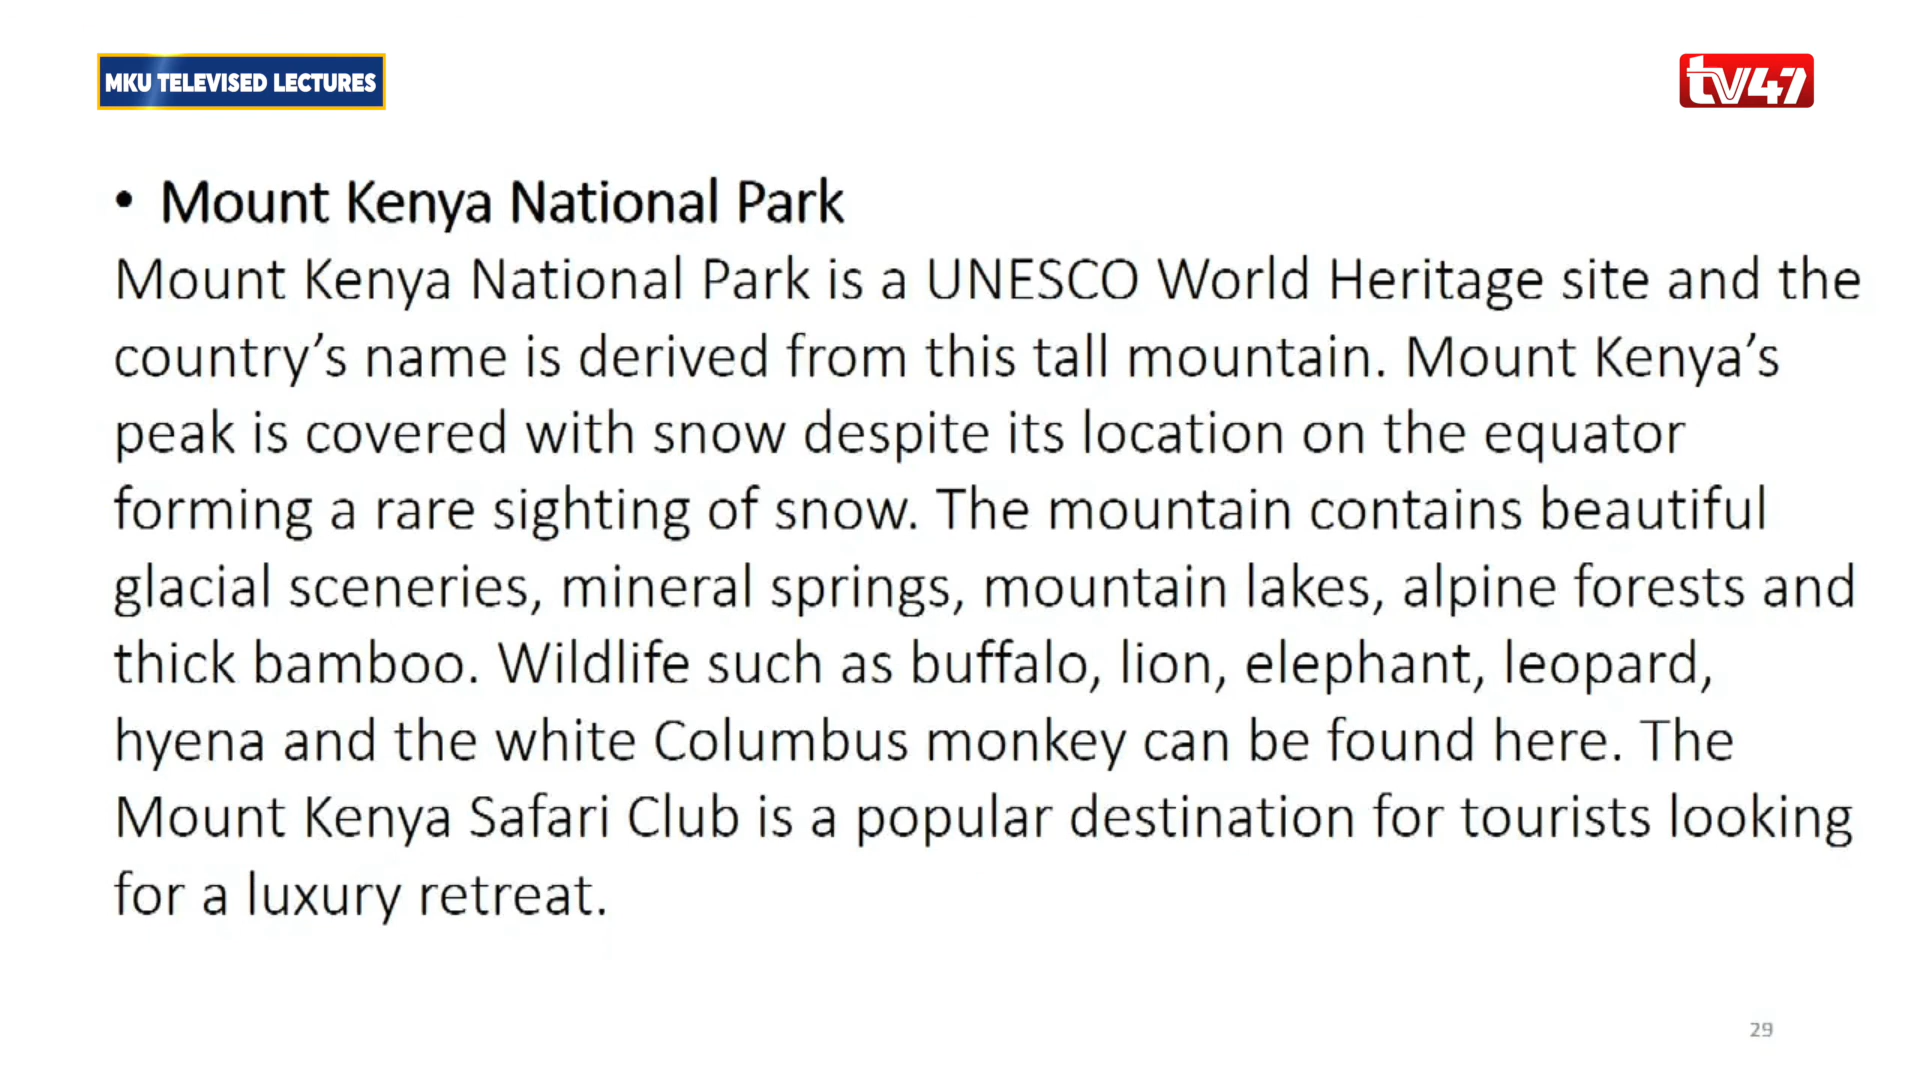 MKU TELEVISED LECTURES
tv47
• Mount Kenya National Park
Mount Kenya National Park is a UNESCO World Heritage site and the
country’s name is derived from this tall mountain. Mount Kenya’s
peak is covered with snow despite its location on the equator
forming a rare sighting of snow. The mountain contains beautiful
glacial sceneries, mineral springs, mountain lakes, alpine forests and
thick bamboo. Wildlife such as buffalo, lion, elephant, leopard,
hyena and the white Columbus monkey can be found here. The
Mount Kenya Safari Club is a popular destination for tourists looking
for a luxury retreat.
29